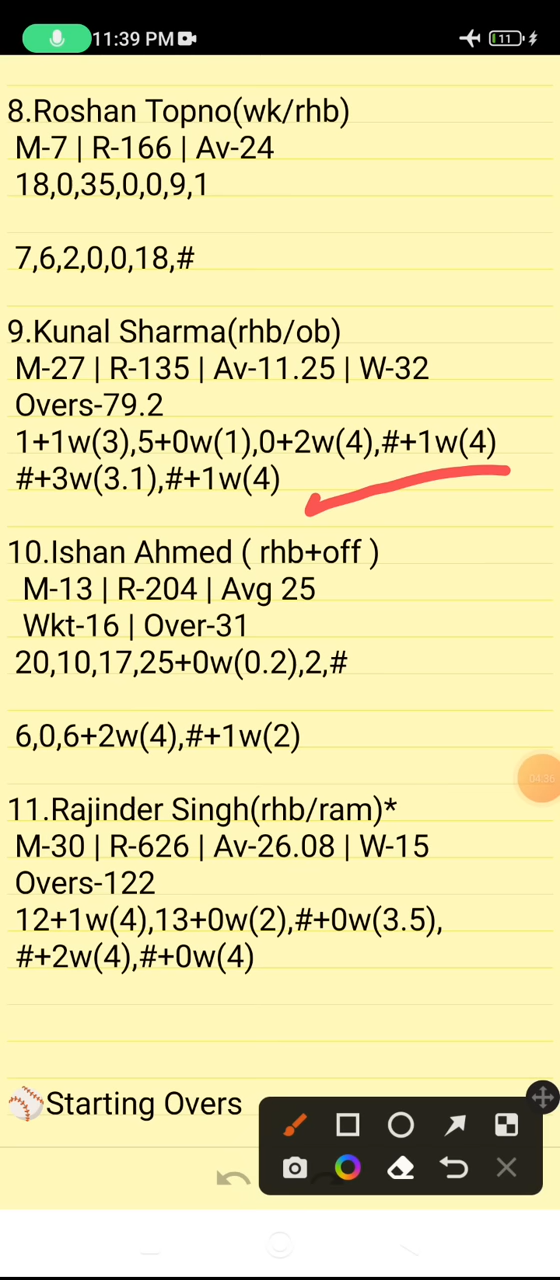 11:39 PM
11
8.Roshan Topno(wk/rhb)
M-7 | R-166 | Av-24
18,0,35,0,0,9,1
7,6,2,0,0,18,#
9.Kunal Sharma(rhb/ob)
M-27 | R-135 | Av-11.25 | W-32
Overs-79.2
1+1w(3),5+0w(1),0+2w(4),#+1w(4)
#+3w(3.1),#+1w(4)
10.Ishan Ahmed ( rhb+off )
M-13 | R-204 | Avg 25
Wkt-16 | Over-31
20,10,17,25+0w(0.2),2,#
6,0,6+2w(4),#+1w(2)
04:36
11.Rajinder Singh(rhb/ram)*
M-30 | R-626 | Av-26.08 | W-15
Overs-122
12+1w(4),13+0w(2),#+0w(3.5),
#+2w(4),#+0w(4)
⚾Starting Overs